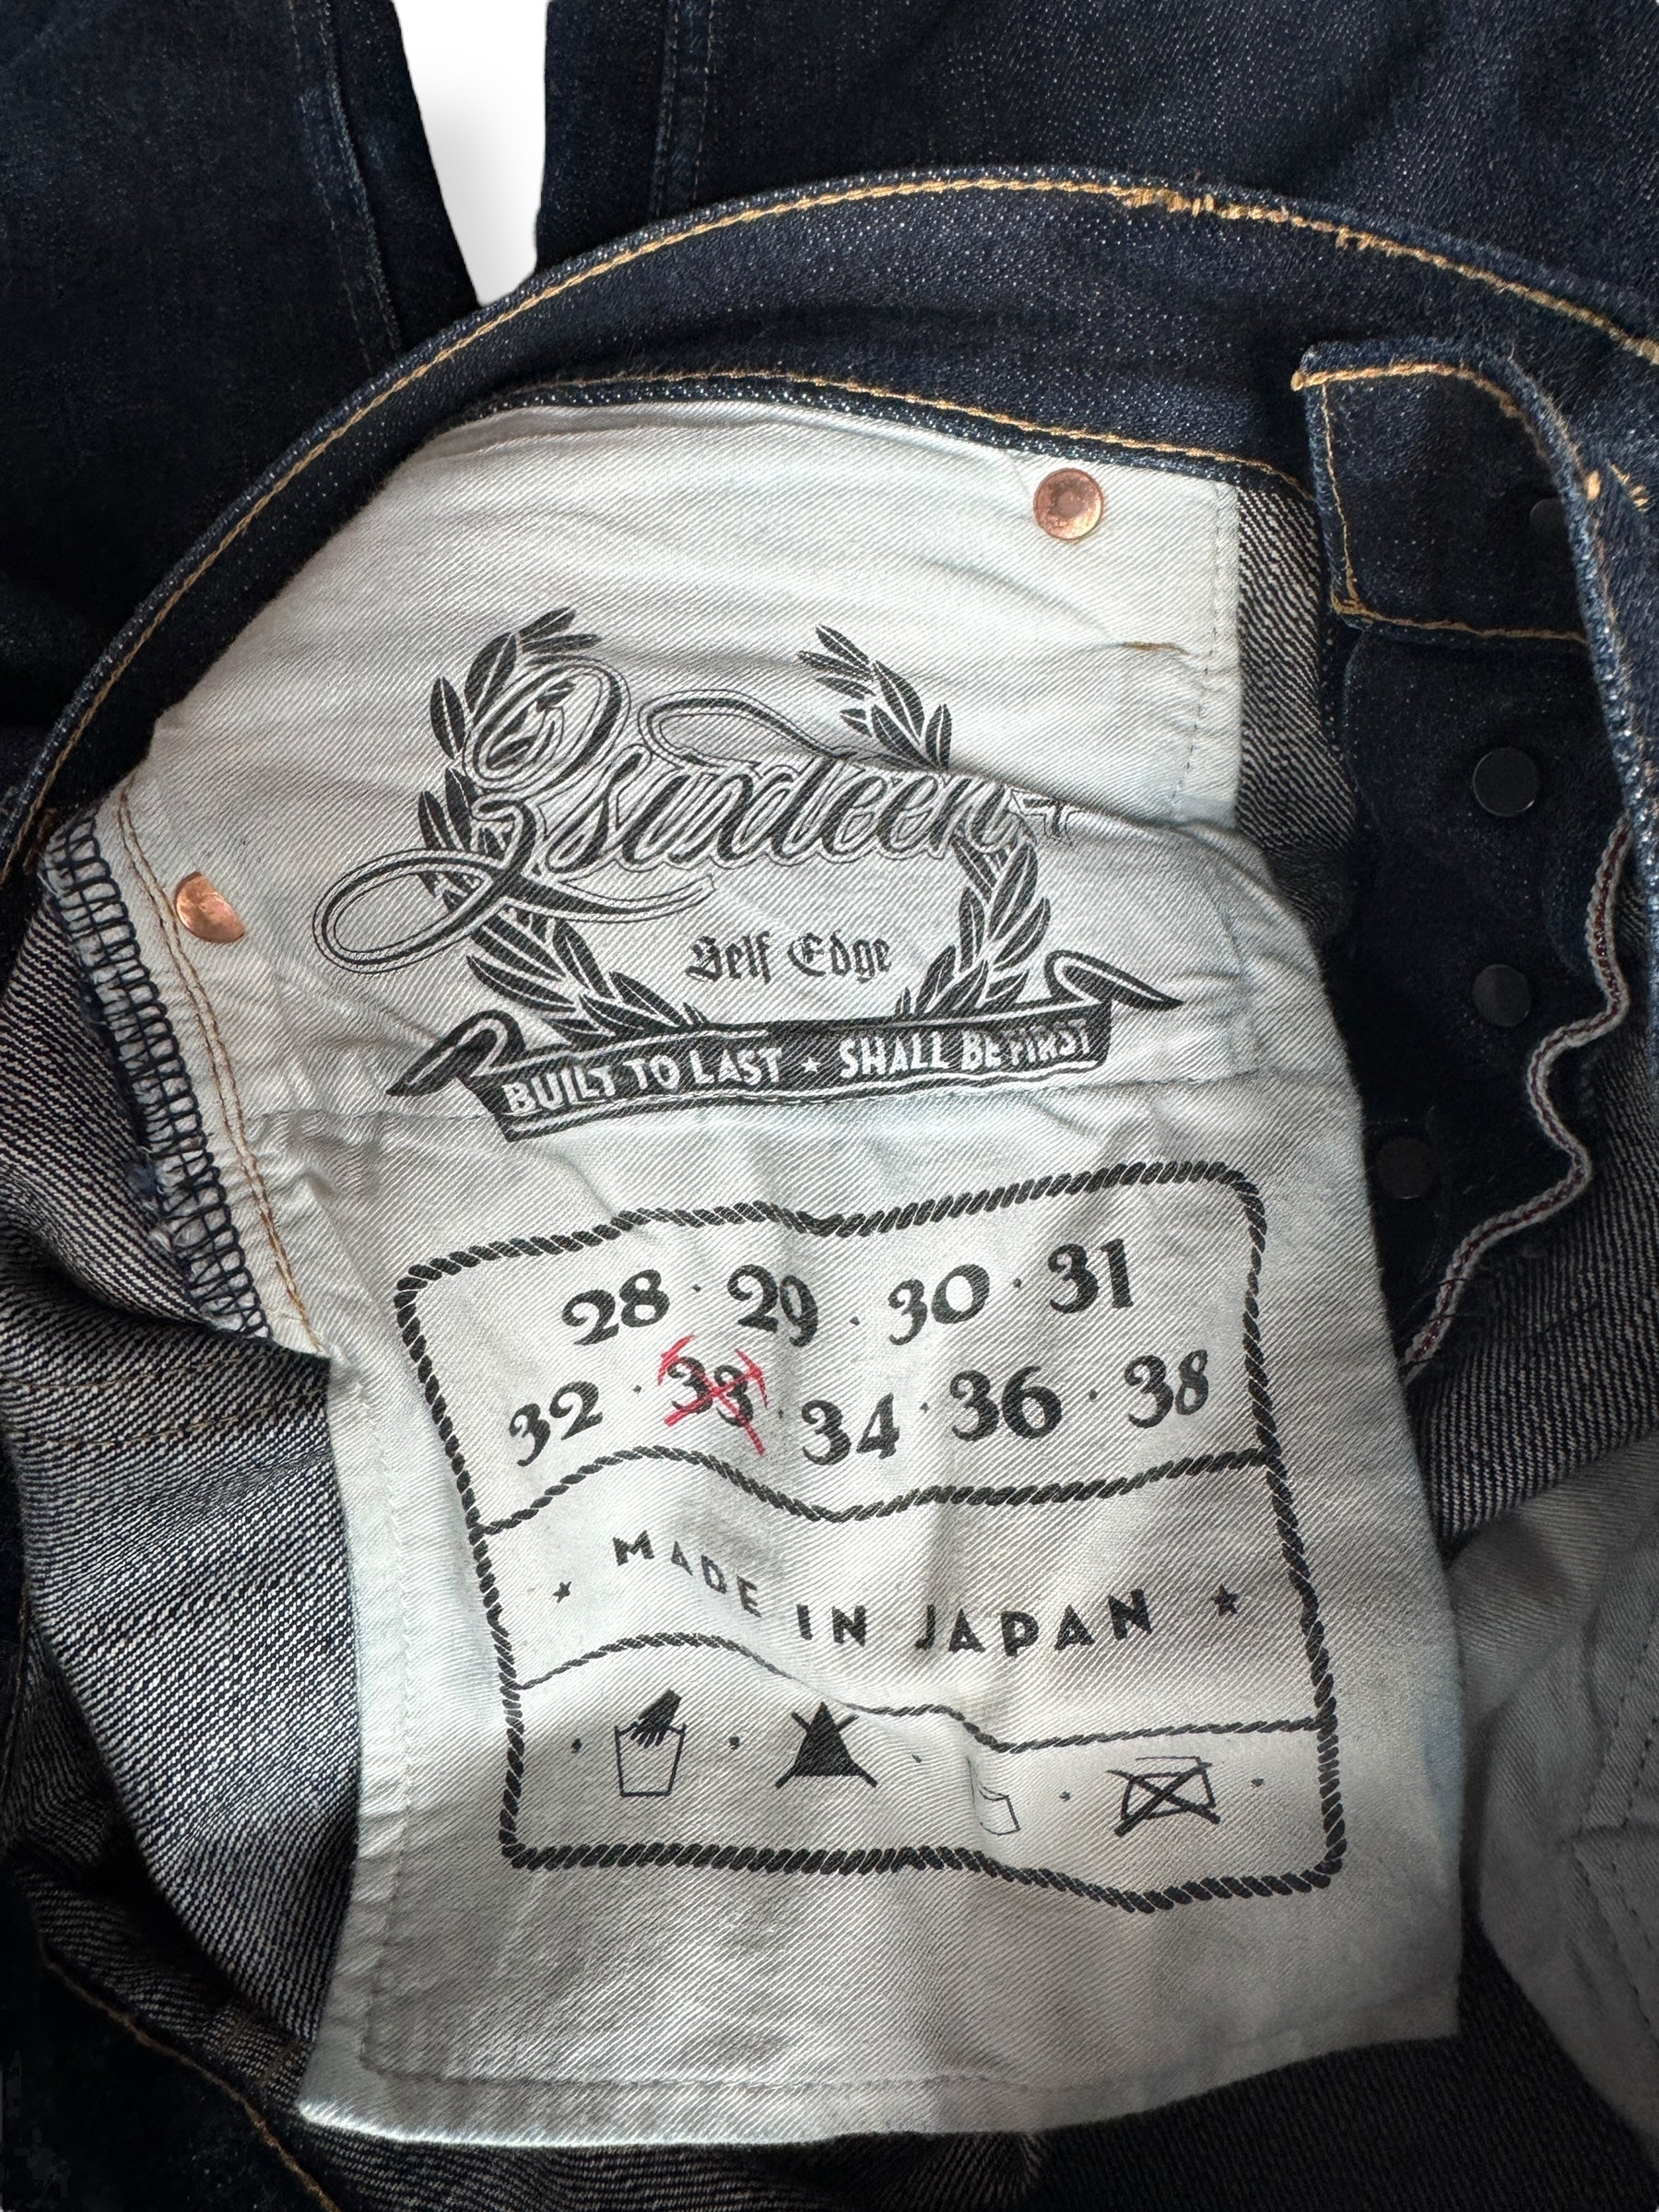 3sixteen+
Self Edge
BUILT TO LAST ★ SHALL BE FIRST
28 · 29 · 30 · 31
32 · 33 · 34 · 36 · 38
★ MADE IN JAPAN ★